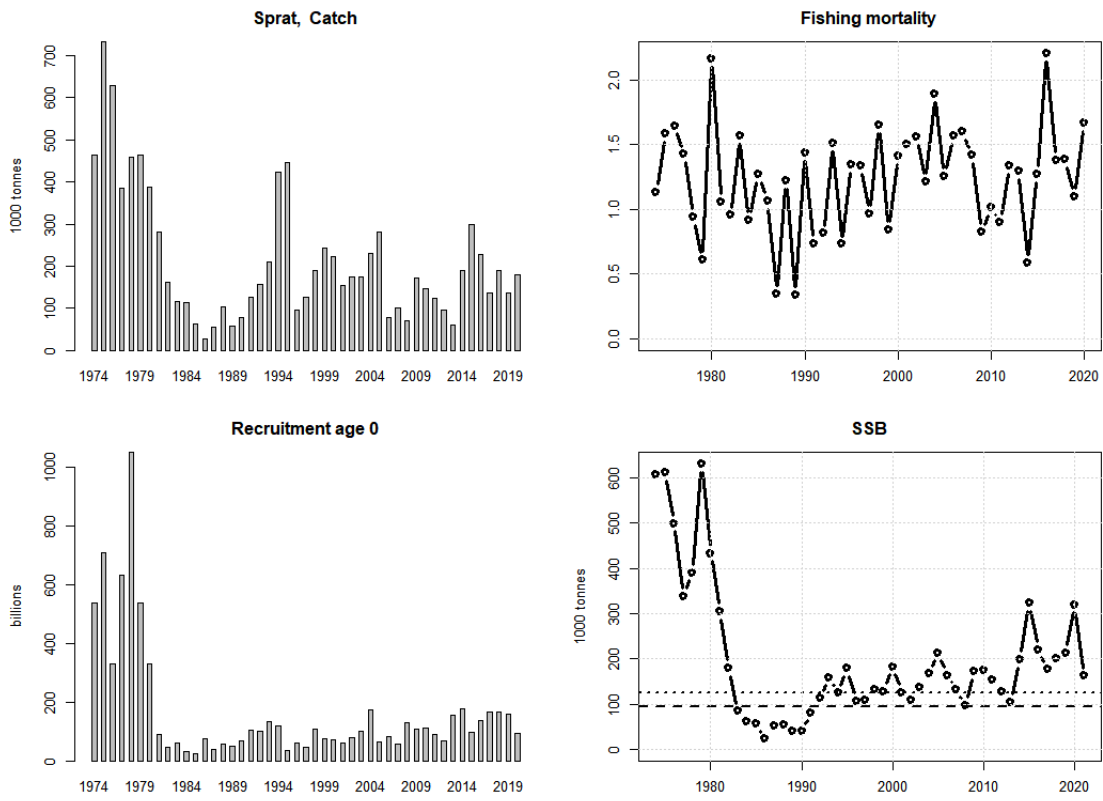 Sprat, Catch
1000 tonnes
700
600
500
400
300
200
100
0
1974 1979 1984 1989 1994 1999 2004 2009 2014 2019
Fishing mortality
2.0
1.5
1.0
0.5
0.0
1980 1990 2000 2010 2020
Recruitment age 0
billions
1000
800
600
400
200
0
1974 1979 1984 1989 1994 1999 2004 2009 2014 2019
SSB
1000 tonnes
600
500
400
300
200
100
0
1980 1990 2000 2010 2020